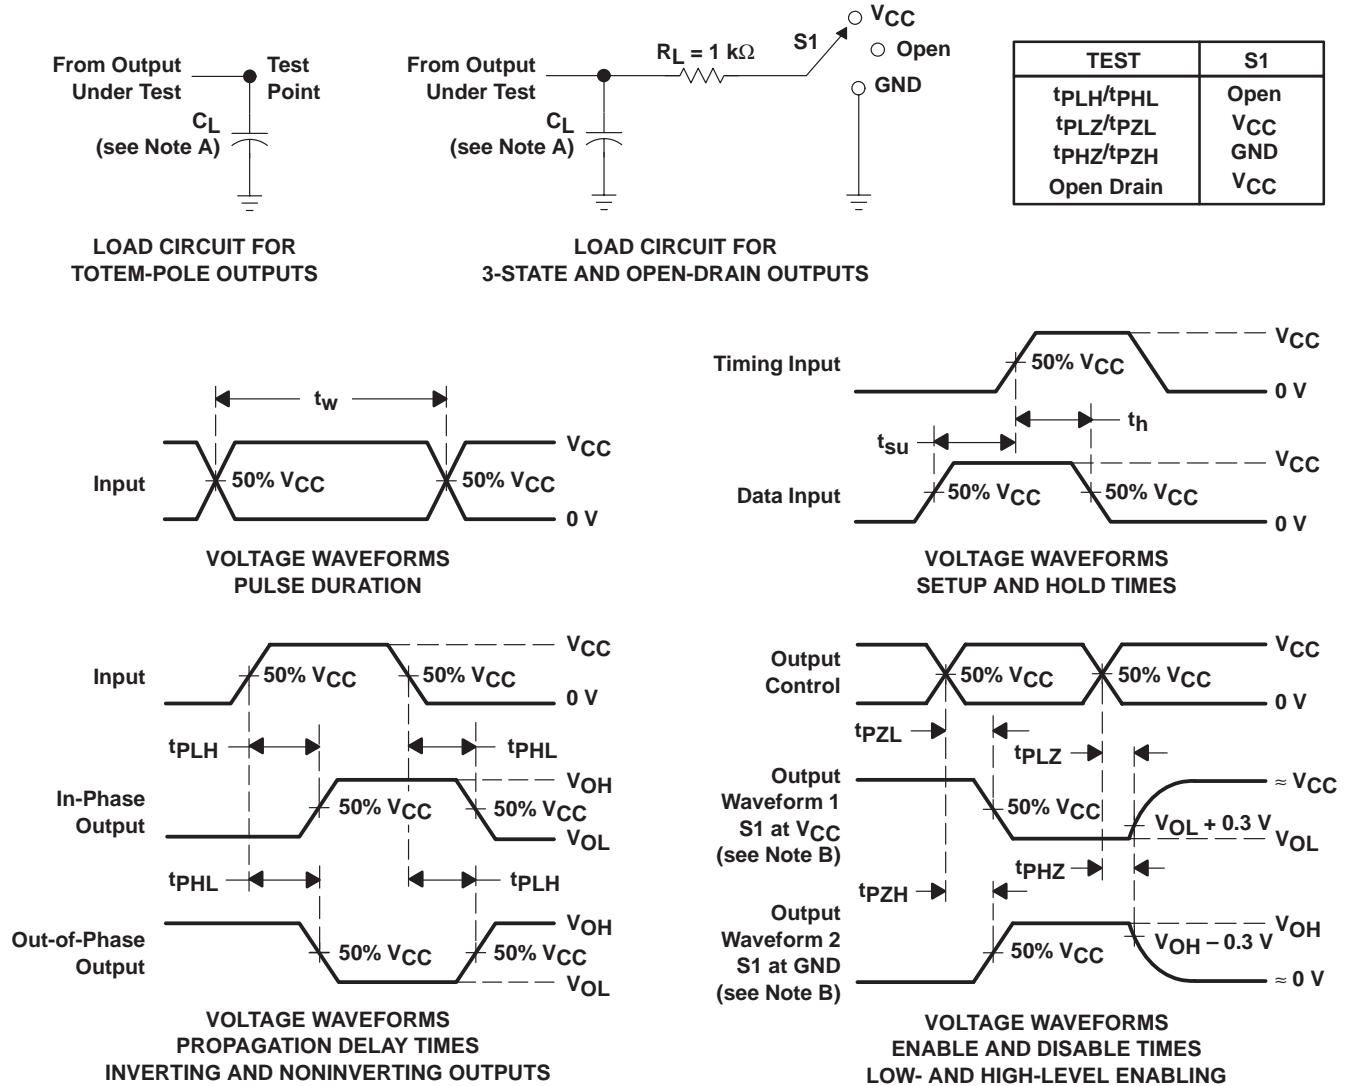 From Output
Under Test
Test
Point
CL
(see Note A)
LOAD CIRCUIT FOR
TOTEM-POLE OUTPUTS
From Output
Under Test
CL
(see Note A)
RL = 1 kΩ
S1
VCC
Open
GND
LOAD CIRCUIT FOR
3-STATE AND OPEN-DRAIN OUTPUTS
TEST S1
tPLH/tPHL Open
tPLZ/tPZL VCC
tPHZ/tPZH GND
Open Drain VCC
tw
Input
50% VCC
50% VCC
VCC
0 V
VOLTAGE WAVEFORMS
PULSE DURATION
Timing Input
50% VCC
VCC
0 V
tsu
th
Data Input
50% VCC
50% VCC
VCC
0 V
VOLTAGE WAVEFORMS
SETUP AND HOLD TIMES
Input
50% VCC
50% VCC
VCC
0 V
tPLH
tPHL
In-Phase
Output
50% VCC
50% VCC
VOH
VOL
tPHL
tPLH
Out-of-Phase
Output
50% VCC
50% VCC
VOH
VOL
VOLTAGE WAVEFORMS
PROPAGATION DELAY TIMES
INVERTING AND NONINVERTING OUTPUTS
Output
Control
50% VCC
50% VCC
VCC
0 V
tPZL
tPLZ
Output
Waveform 1
S1 at VCC
(see Note B)
50% VCC
VOL + 0.3 V
≈ VCC
VOL
tPZH
tPHZ
Output
Waveform 2
S1 at GND
(see Note B)
50% VCC
VOH − 0.3 V
VOH
≈ 0 V
VOLTAGE WAVEFORMS
ENABLE AND DISABLE TIMES
LOW- AND HIGH-LEVEL ENABLING